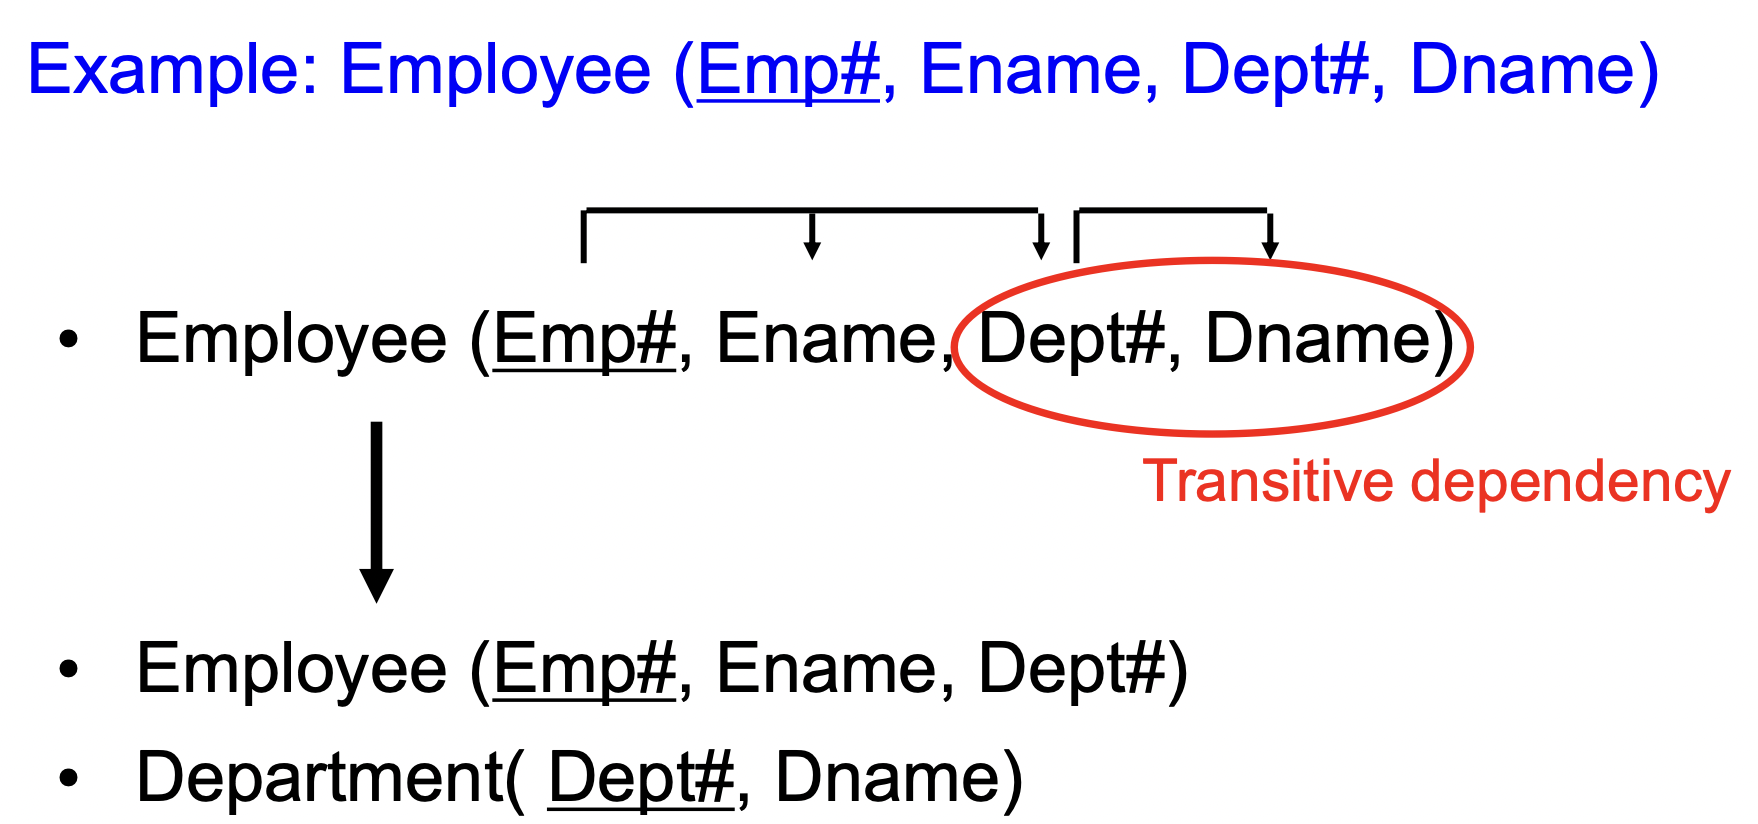 Example: Employee (Emp#, Ename, Dept#, Dname)
• Employee (Emp#, Ename, Dept#, Dname)
Transitive dependency
• Employee (Emp#, Ename, Dept#)
• Department( Dept#, Dname)